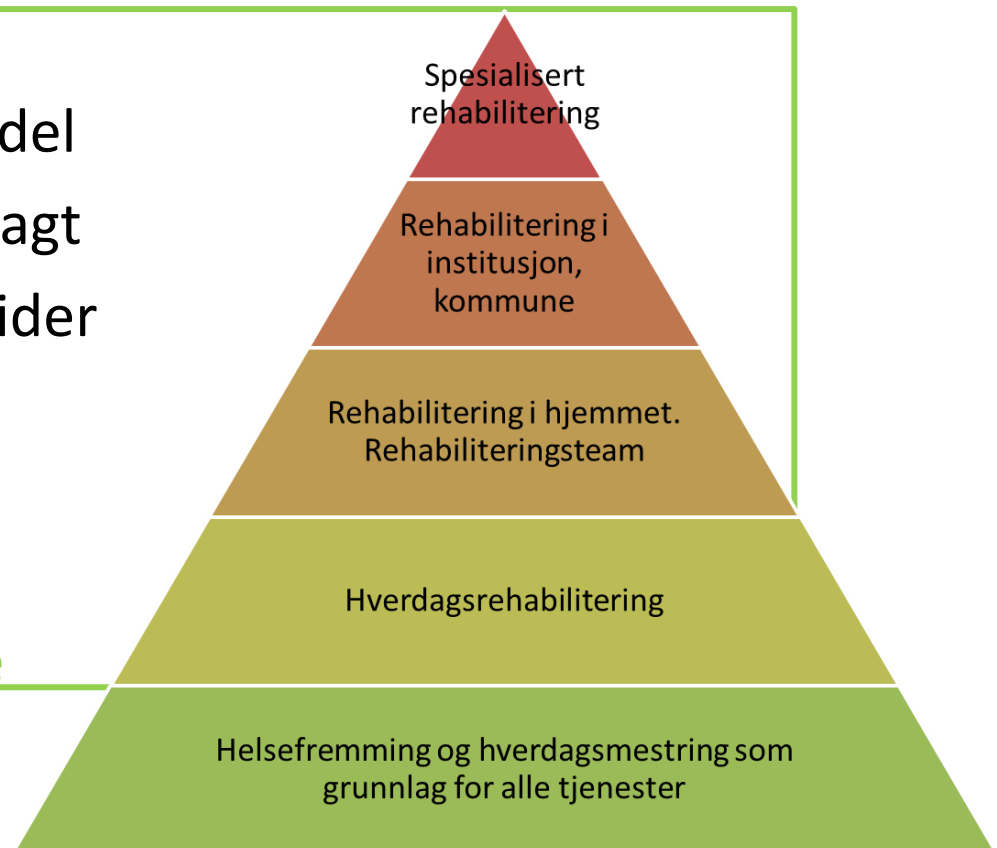 del
agt
ider
Spesialisert
rehabilitering
Rehabilitering i
institusjon,
kommune
Rehabilitering i hjemmet.
Rehabiliteringsteam
Hverdagsrehabilitering
Helsefremming og hverdagsmestring som
grunnlag for alle tjenester